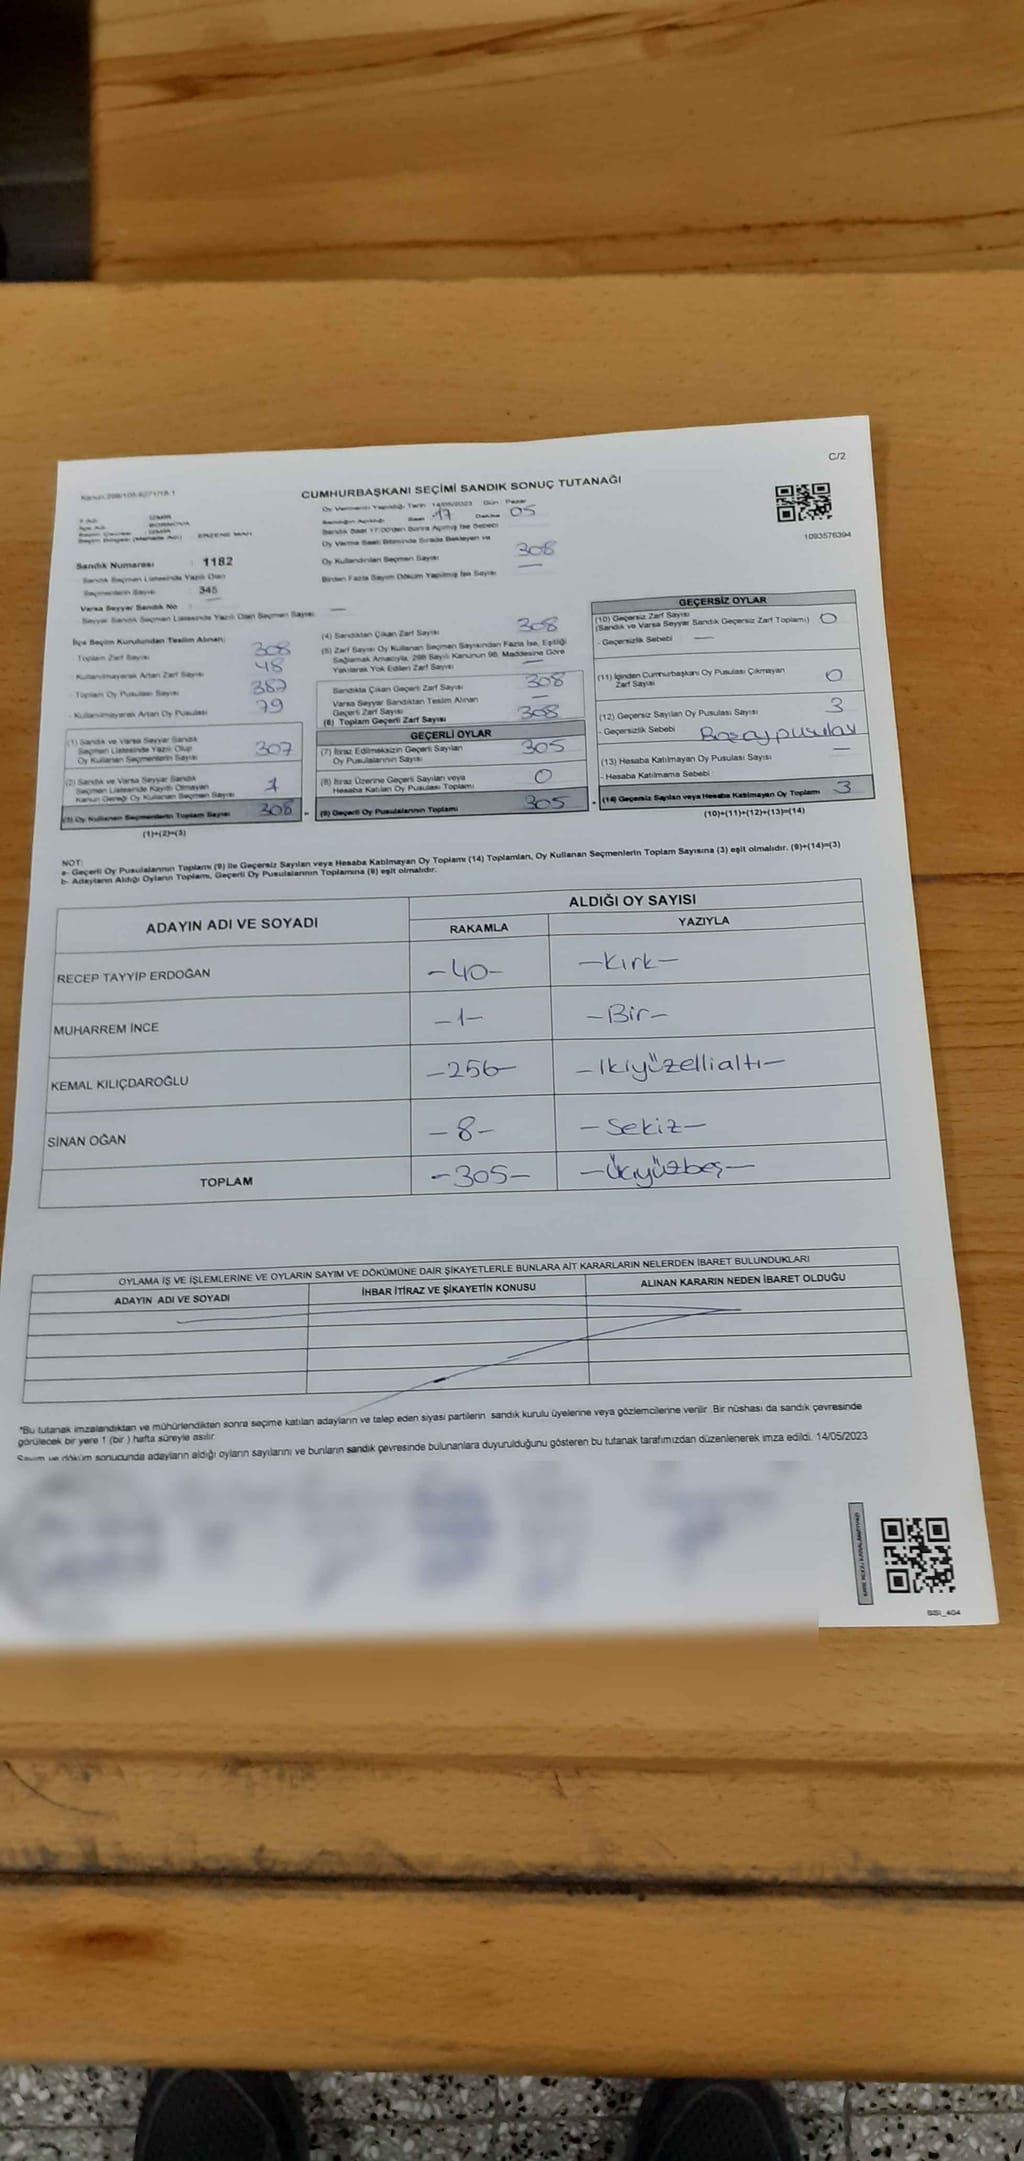 C/2
Kanun:298/105-6271/18-1
CUMHURBAŞKANI SEÇİMİ SANDIK SONUÇ TUTANAĞI
1093576394
İl Adı : İZMİR
İlçe Adı : BORNOVA
Seçim Çevresi : İZMİR
Seçim Bölgesi (Mahalle Adı) : ERZENE MAH.
Sandık Numarası : 1182
Sandık Seçmen Listesinde Yazılı Olan
Seçmenlerin Sayısı : 345
Varsa Seyyar Sandık No :
Seyyar Sandık Seçmen Listesinde Yazılı Olan Seçmen Sayısı: —
Oy Vermenin Yapıldığı Tarih 14/05/2023 Gün Pazar
Sandığın Açıldığı Saat 17 Dakika 05
Sandık Saat 17.00'den Sonra Açılmış İse Sebebi
Oy Verme Saati Bitiminde Sırada Bekleyen ve
Oy Kullandırılan Seçmen Sayısı 308
Birden Fazla Sayım Döküm Yapılmış İse Sayısı —
İlçe Seçim Kurulundan Teslim Alınan;
- Toplam Zarf Sayısı 308
- Kullanılmayarak Artan Zarf Sayısı 48
- Toplam Oy Pusulası Sayısı 387
- Kullanılmayarak Artan Oy Pusulası 79
(1) Sandık ve Varsa Seyyar Sandık
Seçmen Listesinde Yazılı Olup
Oy Kullanan Seçmenlerin Sayısı 307
(2) Sandık ve Varsa Seyyar Sandık
Seçmen Listesinde Kayıtlı Olmayan
Kanun Gereği Oy Kullanan Seçmen Sayısı 1
(3) Oy Kullanan Seçmenlerin Toplam Sayısı 308
(1)+(2)=(3)
(4) Sandıktan Çıkan Zarf Sayısı 308
(5) Zarf Sayısı Oy Kullanan Seçmen Sayısından Fazla İse, Eşitliği
Sağlamak Amacıyla, 298 Sayılı Kanunun 98. Maddesine Göre
Yakılarak Yok Edilen Zarf Sayısı —
Sandıkta Çıkan Geçerli Zarf Sayısı 308
Varsa Seyyar Sandıktan Teslim Alınan
Geçerli Zarf Sayısı —
(6) Toplam Geçerli Zarf Sayısı 308
GEÇERLİ OYLAR
(7) İtiraz Edilmeksizin Geçerli Sayılan
Oy Pusulalarının Sayısı 305
(8) İtiraz Üzerine Geçerli Sayılan veya
Hesaba Katılan Oy Pusulası Toplamı 0
(9) Geçerli Oy Pusulalarının Toplamı 305
GEÇERSİZ OYLAR
(10) Geçersiz Zarf Sayısı
(Sandık ve Varsa Seyyar Sandık Geçersiz Zarf Toplamı) 0
- Geçersizlik Sebebi —
(11) İçinden Cumhurbaşkanı Oy Pusulası Çıkmayan
Zarf Sayısı 0
(12) Geçersiz Sayılan Oy Pusulası Sayısı 3
- Geçersizlik Sebebi
(13) Hesaba Katılmayan Oy Pusulası Sayısı —
- Hesaba Katılmama Sebebi
(14) Geçersiz Sayılan veya Hesaba Katılmayan Oy Toplamı 3
(10)+(11)+(12)+(13)=(14)
NOT:
a- Geçerli Oy Pusulalarının Toplamı (9) ile Geçersiz Sayılan veya Hesaba Katılmayan Oy Toplamı (14) Toplamları, Oy Kullanan Seçmenlerin Toplam Sayısına (3) eşit olmalıdır. (9)+(14)=(3)
b- Adayların Aldığı Oyların Toplamı, Geçerli Oy Pusulalarının Toplamına (9) eşit olmalıdır.
ADAYIN ADI VE SOYADI
ALDIĞI OY SAYISI
RAKAMLA YAZIYLA
RECEP TAYYİP ERDOĞAN -40- -Kırk-
MUHARREM İNCE -1- -Bir-
KEMAL KILIÇDAROĞLU -256- -Ikiyüzellialtı-
SİNAN OĞAN -8- -Sekiz-
TOPLAM -305- -Üçyüzbeş-
OYLAMA İŞ VE İŞLEMLERİNE VE OYLARIN SAYIM VE DÖKÜMÜNE DAİR ŞİKAYETLERLE BUNLARA AİT KARARLARIN NELERDEN İBARET BULUNDUKLARI
ADAYIN ADI VE SOYADI İHBAR İTİRAZ VE ŞİKAYETİN KONUSU ALINAN KARARIN NEDEN İBARET OLDUĞU
*Bu tutanak imzalandıktan ve mühürlendikten sonra seçime katılan adayların ve talep eden siyasi partilerin sandık kurulu üyelerine veya gözlemcilerine verilir. Bir nüshası da sandık çevresinde
görülecek bir yere 1 (bir ) hafta süreyle asılır.
Sayım ve döküm sonucunda adayların aldığı oyların sayılarını ve bunların sandık çevresinde bulunanlara duyurulduğunu gösteren bu tutanak tarafımızdan düzenlenerek imza edildi. 14/05/2023
SSI_404